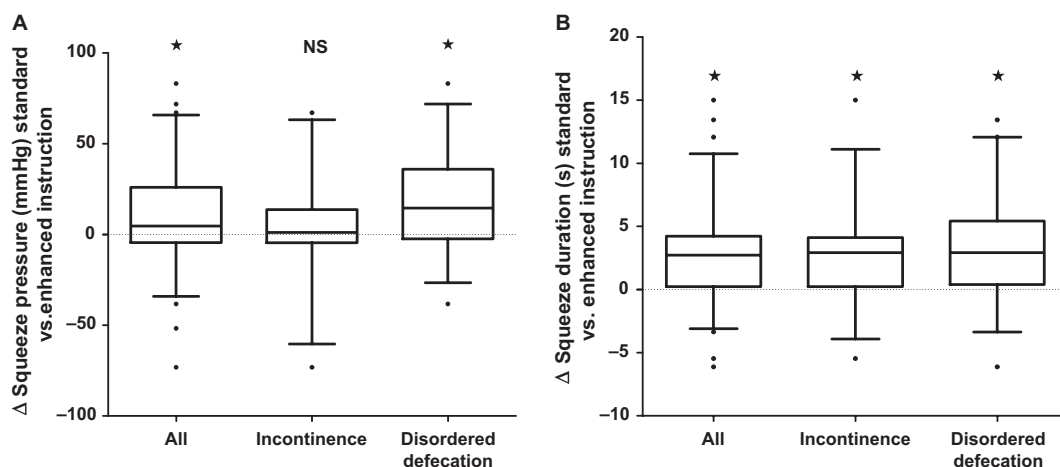 A
Δ Squeeze pressure (mmHg) standard
vs.enhanced instruction
100
50
0
–50
–100
★
NS
★
All
Incontinence
Disordered
defecation
B
Δ Squeeze duration (s) standard
vs. enhanced instruction
20
15
10
5
0
–5
–10
★
★
★
All
Incontinence
Disordered
defecation